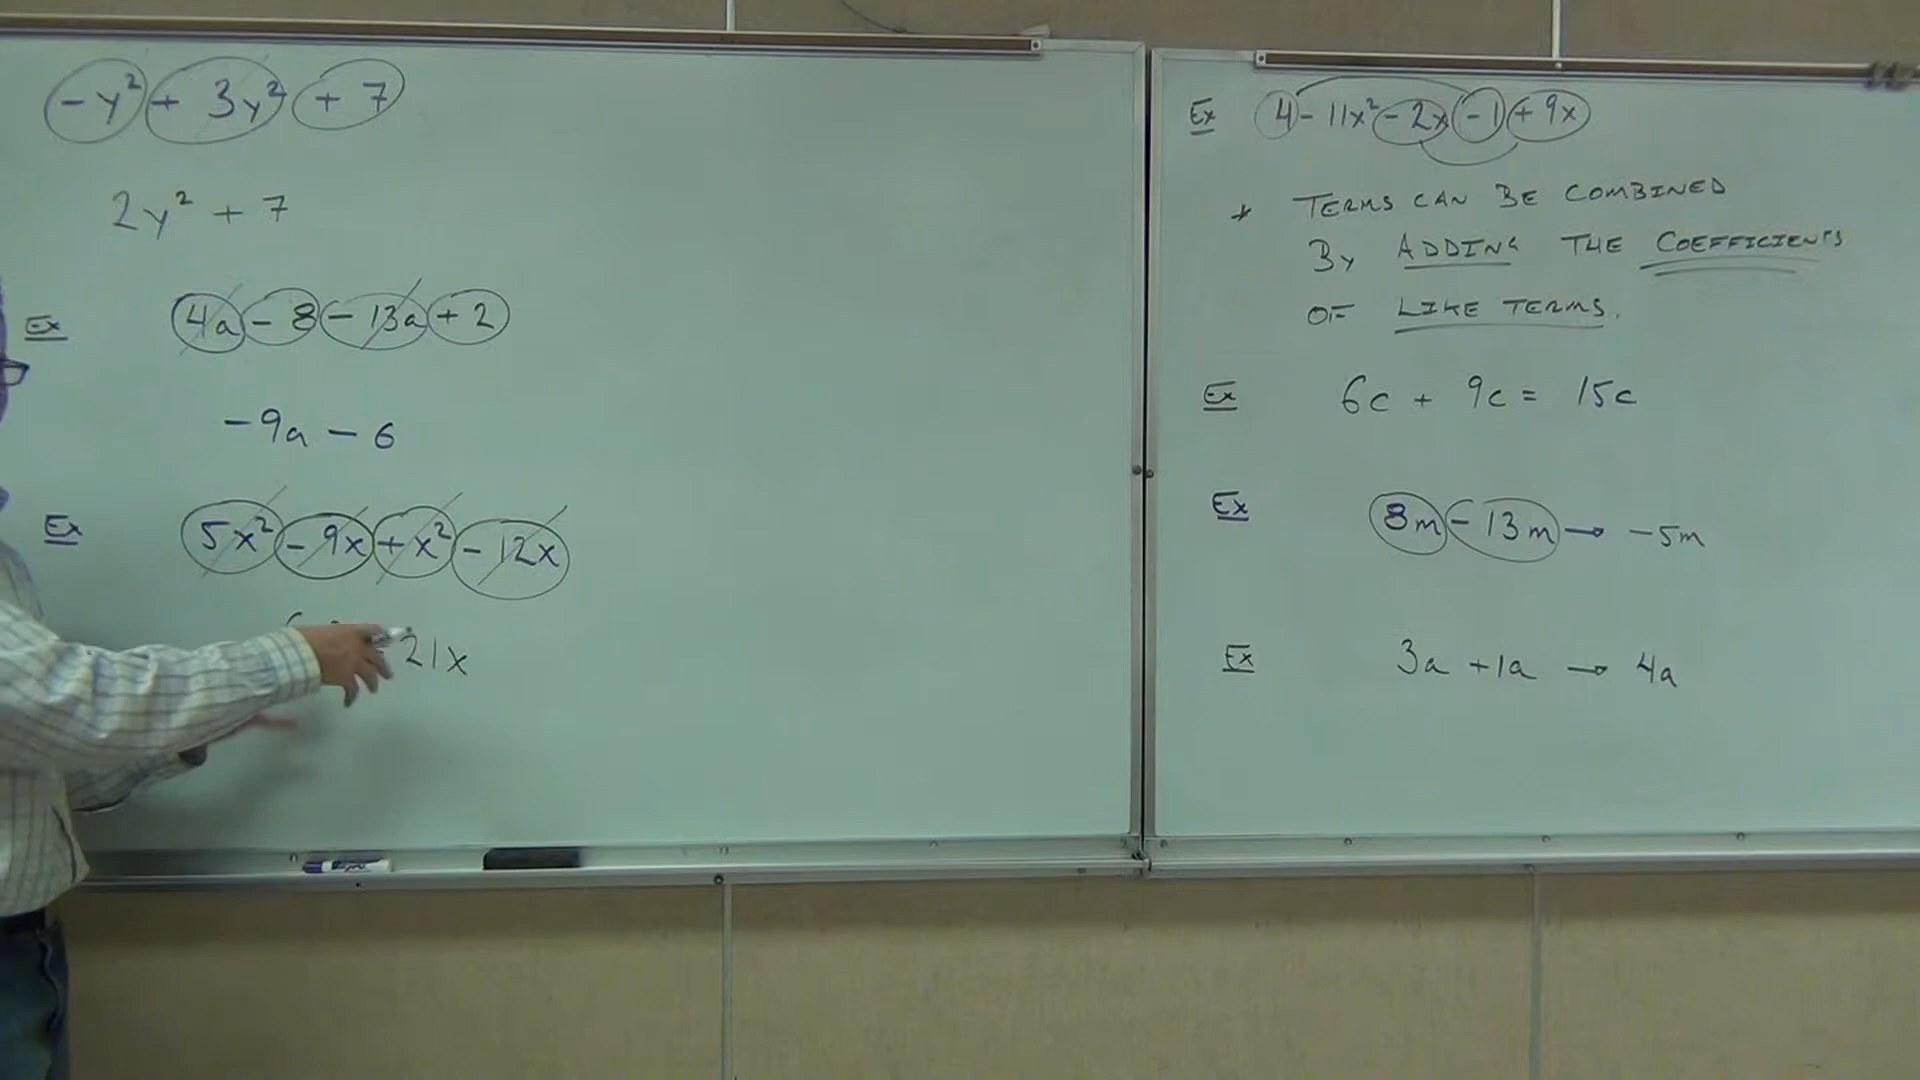 -y² + 3y² + 7
2y² + 7
Ex 4a - 8 - 13a + 2
-9a - 6
Ex 5x² - 9x + x² - 12x
21x
Ex 4 - 11x² - 2x - 1 + 9x
* TERMS CAN BE COMBINED
By ADDING THE COEFFICIENTS
OF LIKE TERMS.
Ex 6c + 9c = 15c
Ex 8m - 13m → -5m
Ex 3a + 1a → 4a